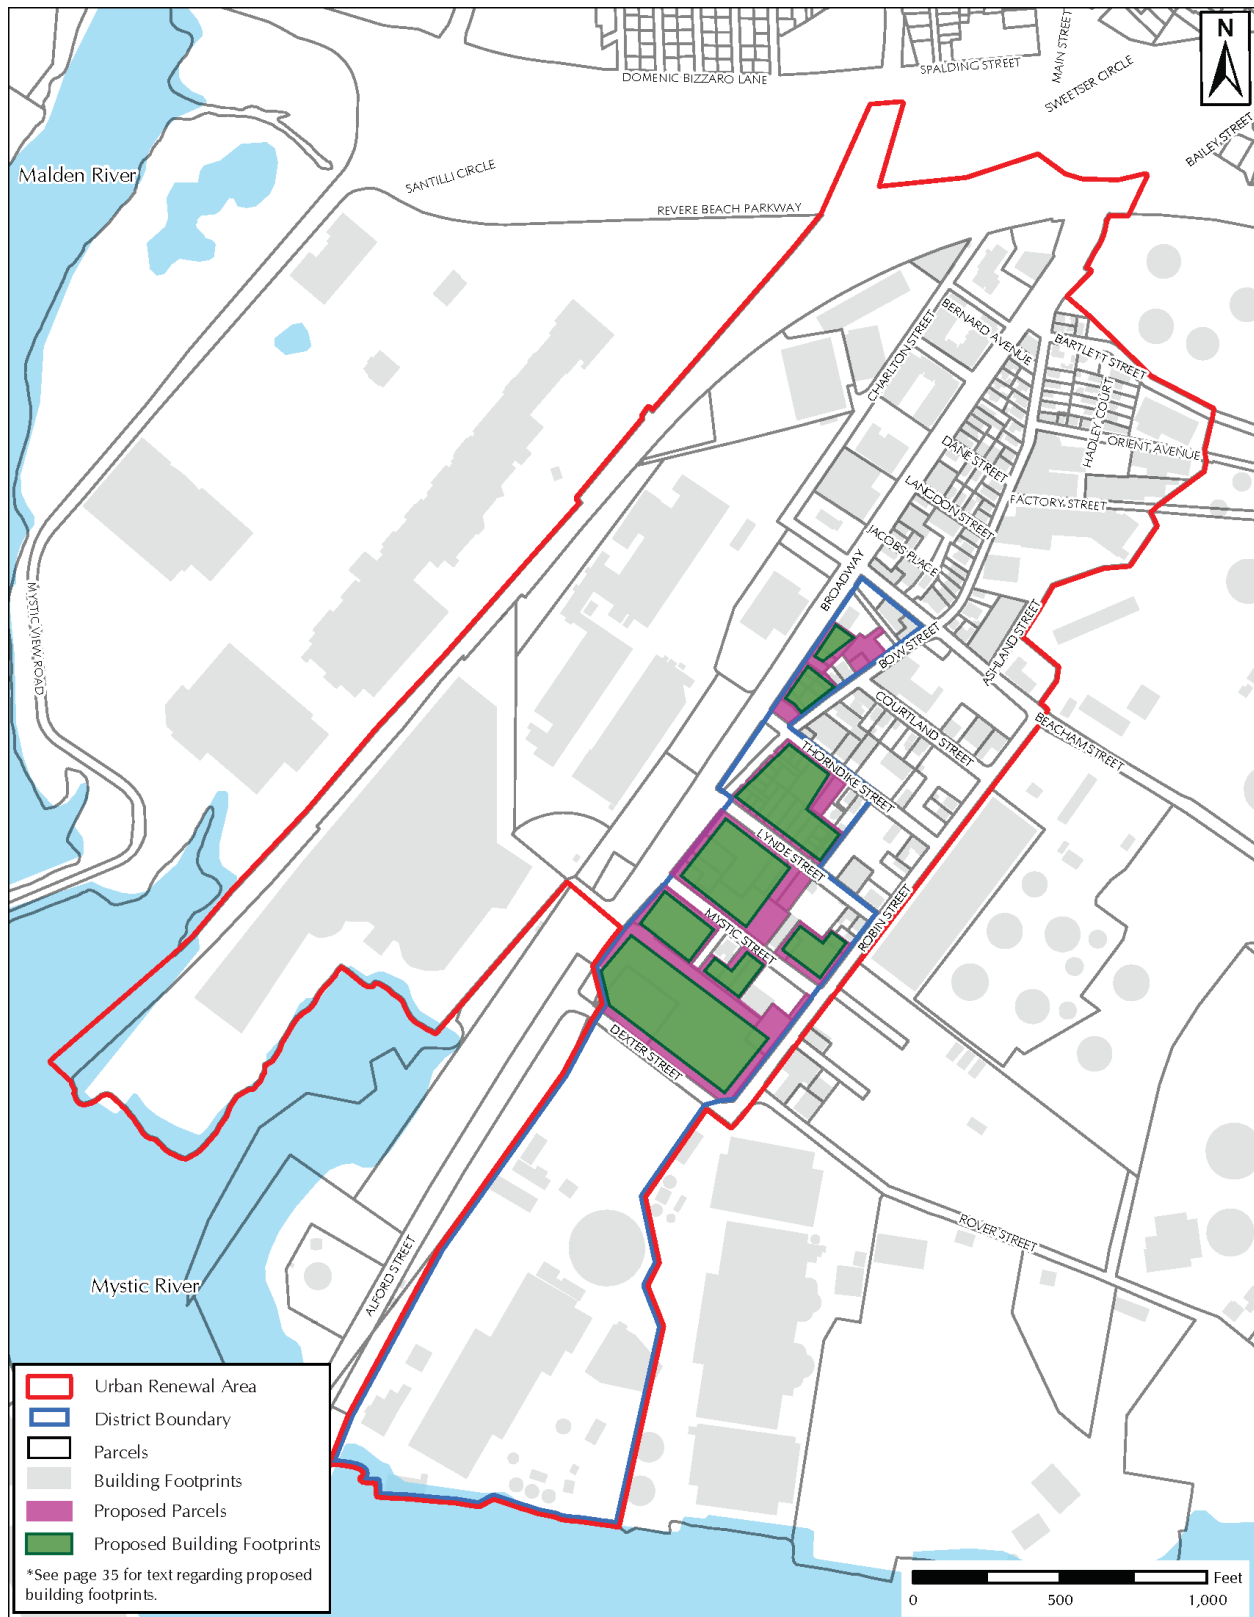 N
MAIN STREET
SPALDING STREET
DOMENIC BIZZARO LANE
SWEETSER CIRCLE
BAILEY STREET
Malden River
SANTILLI CIRCLE
REVERE BEACH PARKWAY
BERNARD AVENUE
CHARLTON STREET
BARTLETT STREET
HADLEY COURT
ORIENT AVENUE
DANE STREET
LANGDON STREET
FACTORY STREET
JACOBS PLACE
BROADWAY
MYSTIC VIEW ROAD
ASHLAND STREET
BOW STREET
COURTLAND STREET
BEACHAM STREET
THORNDIKE STREET
LYNDE STREET
ROBIN STREET
MYSTIC STREET
DEXTER STREET
ROVER STREET
ALFORD STREET
Mystic River
Urban Renewal Area
District Boundary
Parcels
Building Footprints
Proposed Parcels
Proposed Building Footprints
*See page 35 for text regarding proposed
building footprints.
Feet
0 500 1,000